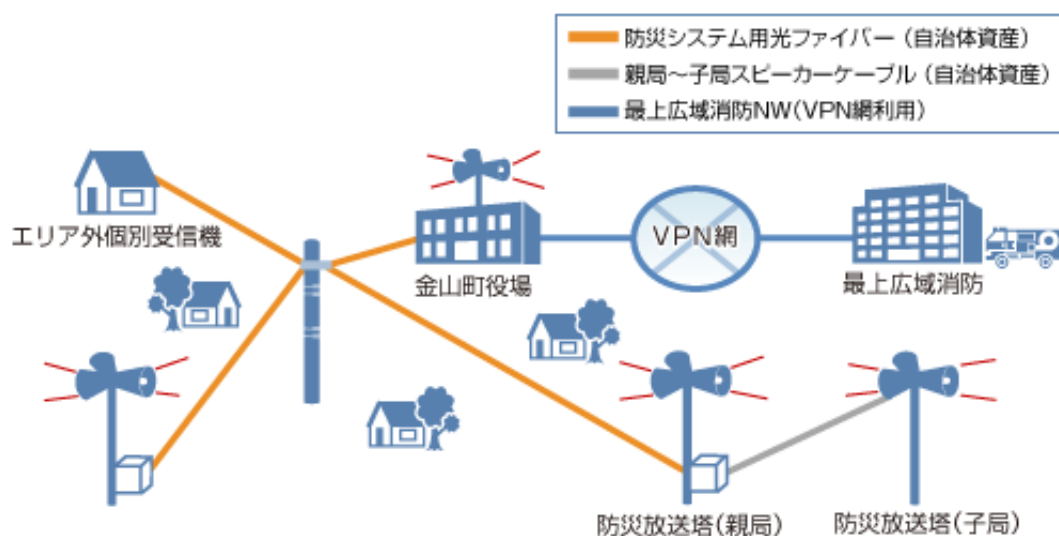 防災システム用光ファイバー（自治体資産）
親局～子局スピーカーケーブル（自治体資産）
最上広域消防NW（VPN網利用）
エリア外個別受信機
金山町役場
VPN網
最上広域消防
防災放送塔（親局）
防災放送塔（子局）